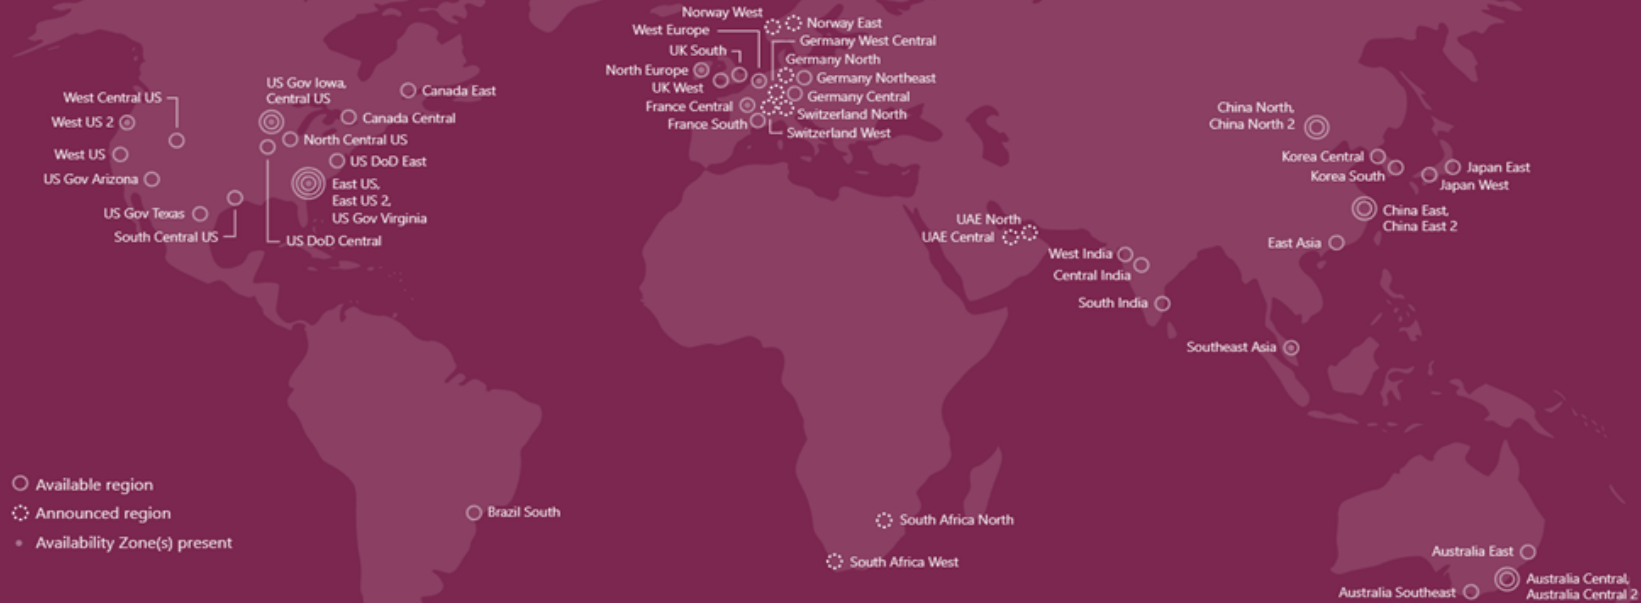 West Central US
West US 2
West US
US Gov Arizona
US Gov Texas
South Central US
US Gov Iowa,
Central US
Canada East
Canada Central
North Central US
US DoD East
East US,
East US 2,
US Gov Virginia
US DoD Central
Norway West
Norway East
West Europe
Germany West Central
UK South
Germany North
North Europe
Germany Northeast
UK West
Germany Central
France Central
Switzerland North
France South
Switzerland West
China North,
China North 2
Korea Central
Korea South
Japan East
Japan West
China East,
China East 2
East Asia
UAE North
UAE Central
West India
Central India
South India
Southeast Asia
Available region
Announced region
Availability Zone(s) present
Brazil South
South Africa North
South Africa West
Australia East
Australia Central,
Australia Central 2
Australia Southeast